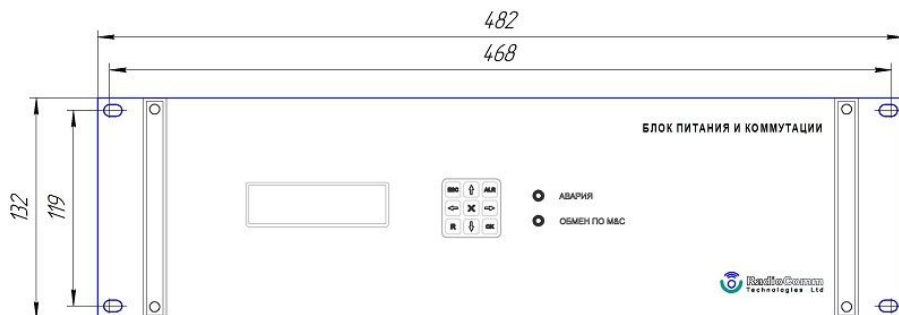 482
468
БЛОК ПИТАНИЯ И КОММУТАЦИИ
132
119
ESC
ALR
R
OK
АВАРИЯ
ОБМЕН ПО M&C
RadioComm
Technologies Ltd